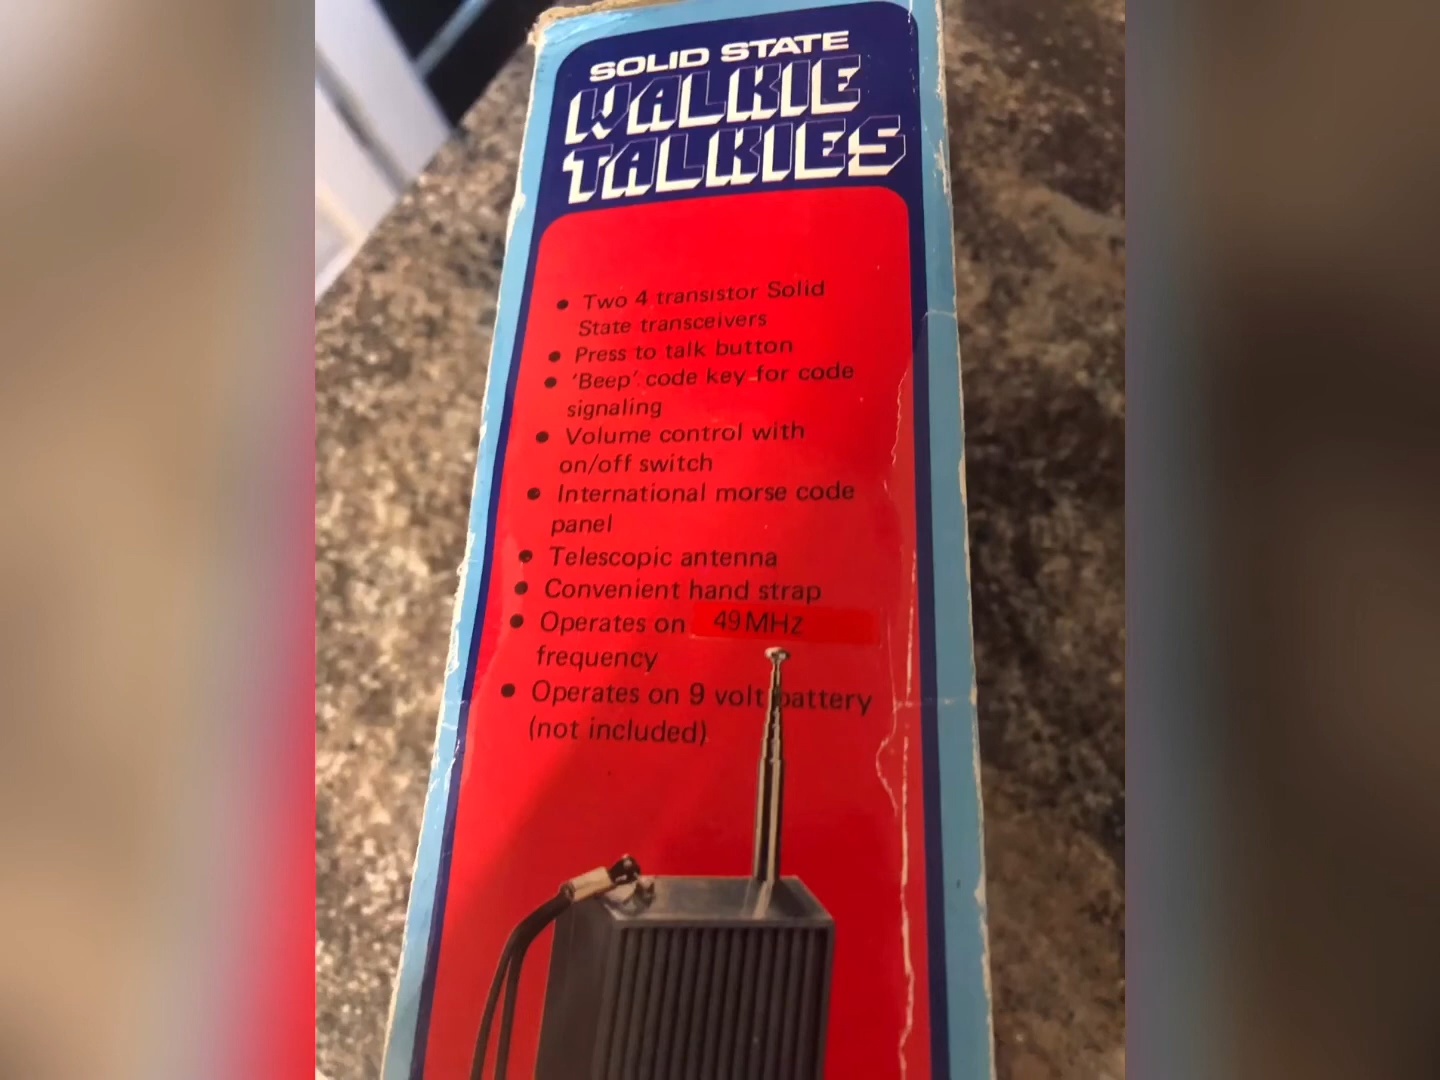 SOLID STATE
WALKIE
TALKIES
• Two 4 transistor Solid
State transceivers
• Press to talk button
• 'Beep' code key for code
signaling
• Volume control with
on/off switch
• International morse code
panel
• Telescopic antenna
• Convenient hand strap
• Operates on 49MHz
frequency
• Operates on 9 volt battery
(not included)